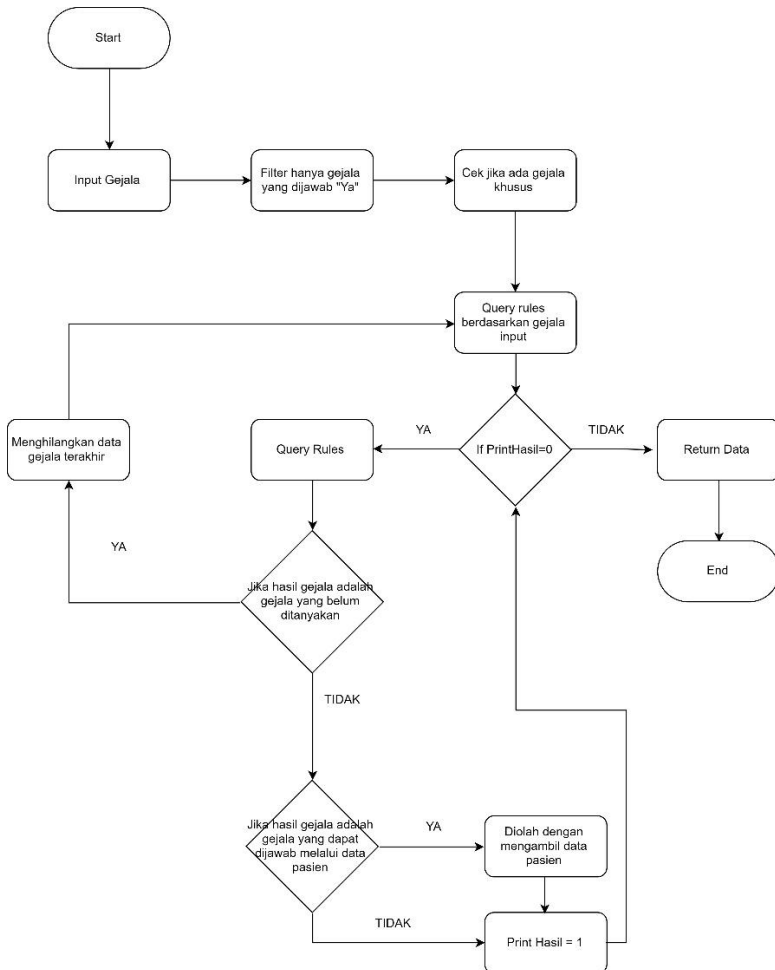 Start
Input Gejala
Filter hanya gejala
yang dijawab "Ya"
Cek jika ada gejala
khusus
Query rules
berdasarkan gejala
input
If PrintHasil=0
YA
TIDAK
Query Rules
Return Data
End
Menghilangkan data
gejala terakhir
YA
Jika hasil gejala adalah
gejala yang belum
ditanyakan
TIDAK
Jika hasil gejala adalah
gejala yang dapat
dijawab melalui data
pasien
YA
Diolah dengan
mengambil data
pasien
TIDAK
Print Hasil = 1